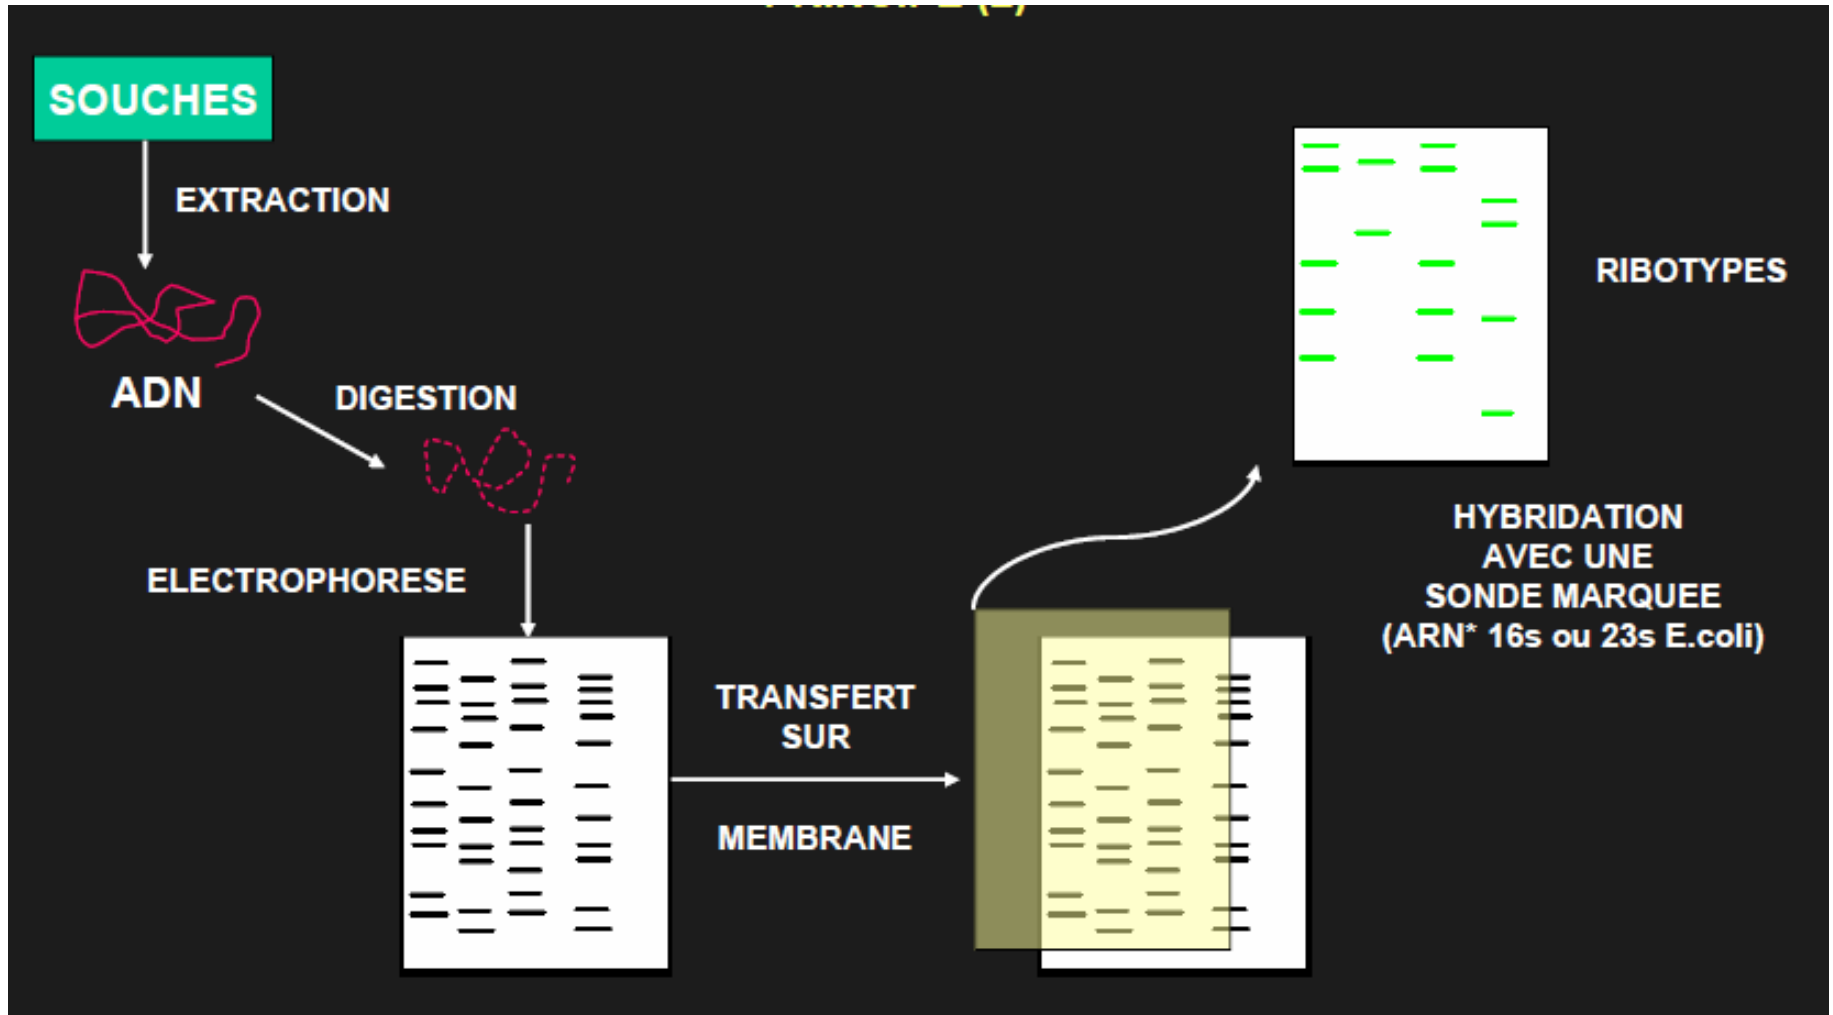 SOUCHES
EXTRACTION
ADN
DIGESTION
ELECTROPHORESE
TRANSFERT
SUR
MEMBRANE
RIBOTYPES
HYBRIDATION
AVEC UNE
SONDE MARQUEE
(ARN* 16s ou 23s E.coli)